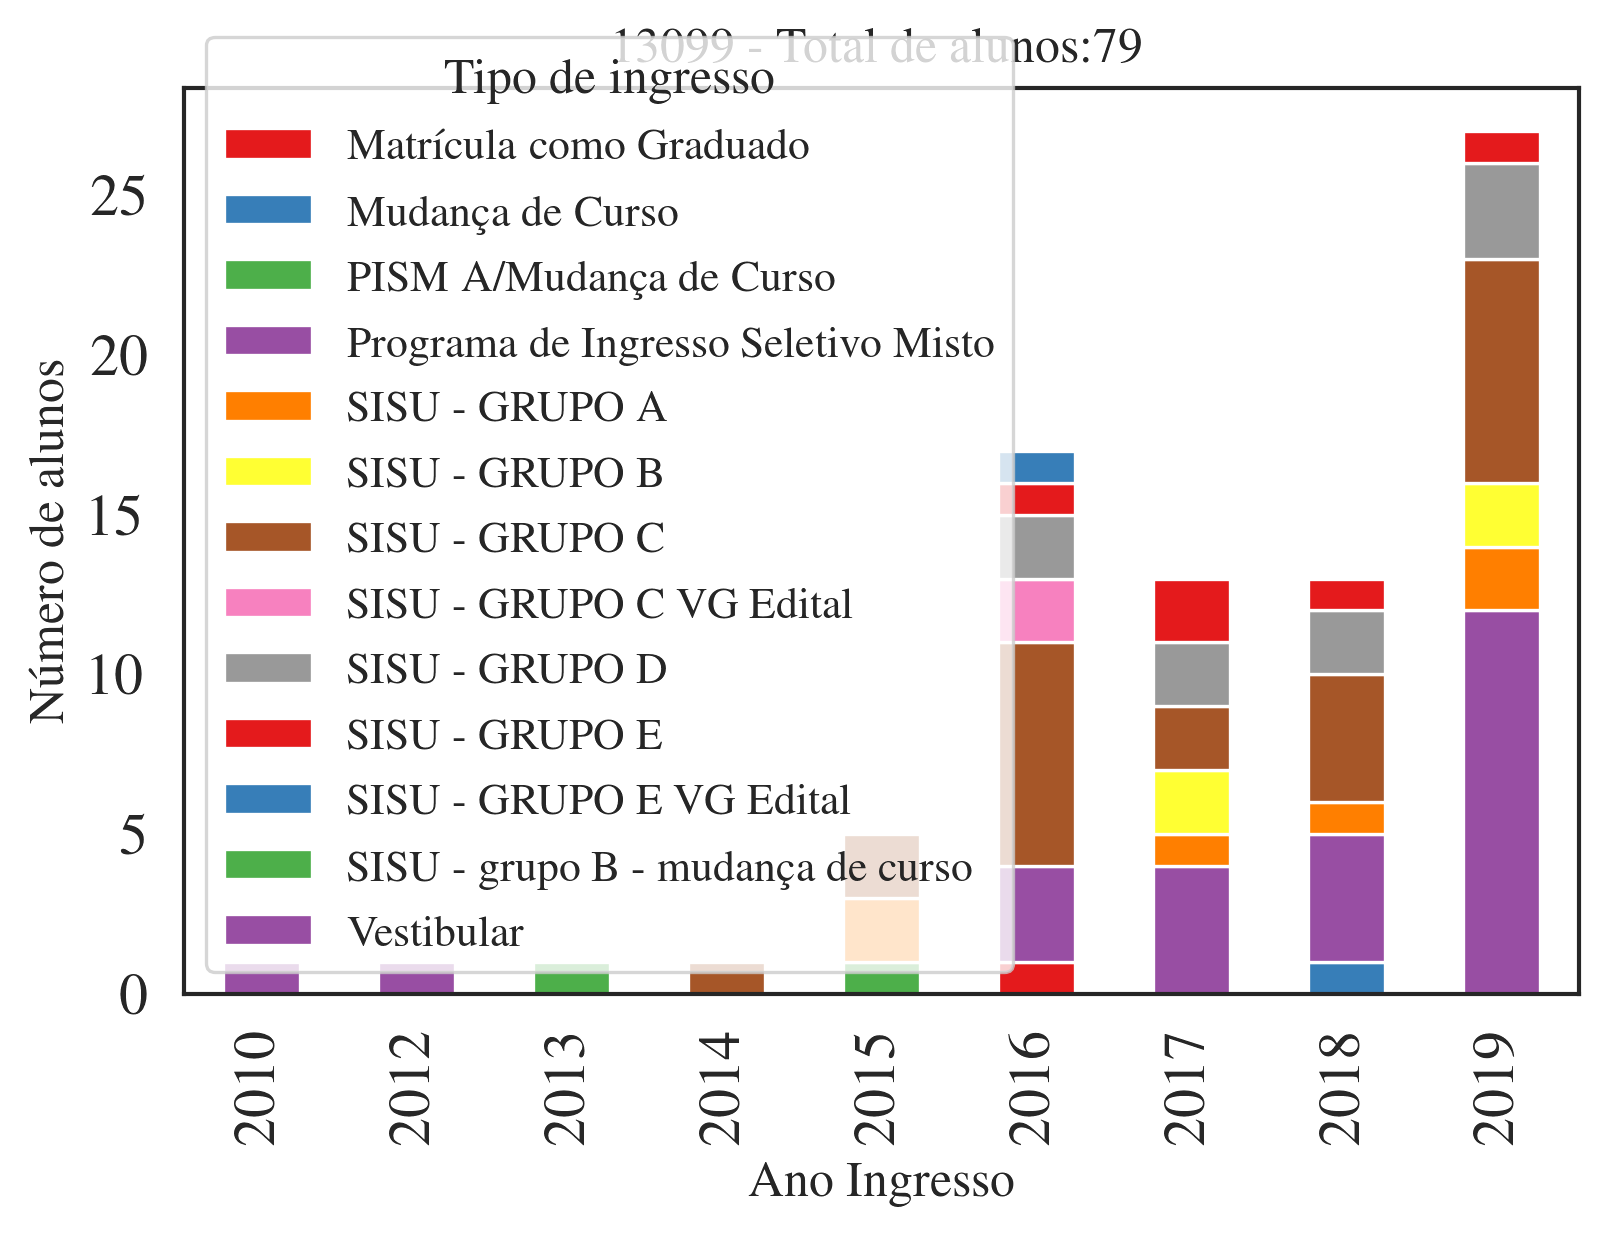 13099 - Total de alunos:79
Tipo de ingresso
Matrícula como Graduado
Mudança de Curso
PISM A/Mudança de Curso
Programa de Ingresso Seletivo Misto
SISU - GRUPO A
SISU - GRUPO B
SISU - GRUPO C
SISU - GRUPO C VG Edital
SISU - GRUPO D
SISU - GRUPO E
SISU - GRUPO E VG Edital
SISU - grupo B - mudança de curso
Vestibular
Número de alunos
25
20
15
10
5
0
2010
2012
2013
2014
2015
2016
2017
2018
2019
Ano Ingresso